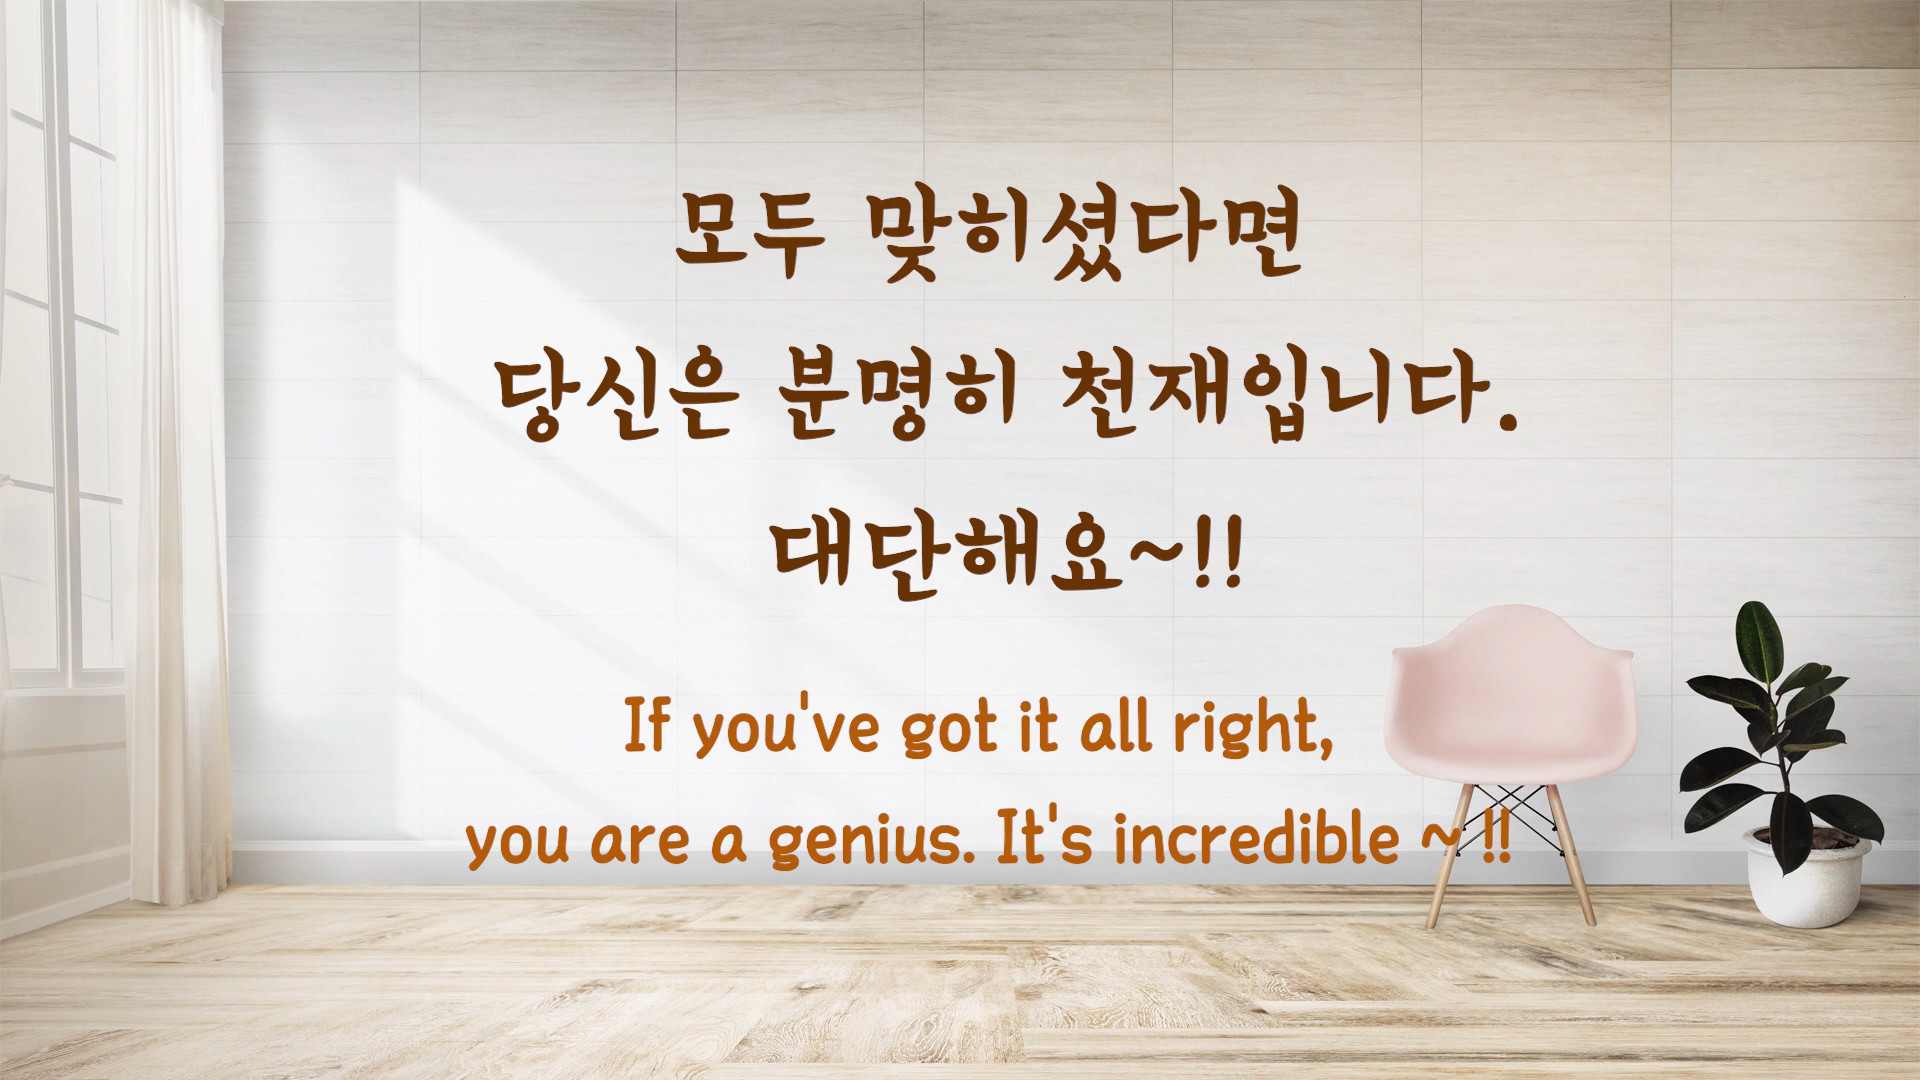 모두 맞히셨다면
당신은 분명히 천재입니다.
대단해요~!!
If you've got it all right,
you are a genius. It's incredible ~ !!